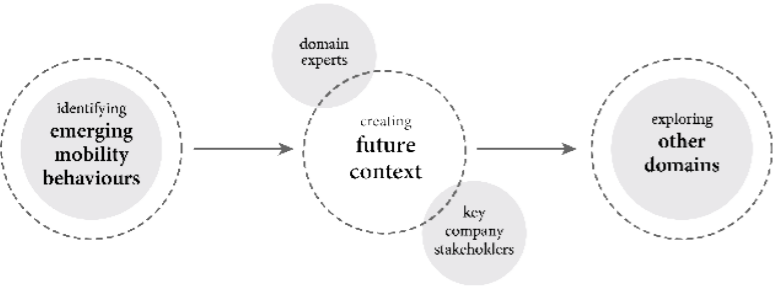 identifying
emerging
mobility
behaviours
domain
experts
creating
future
context
key
company
stakeholders
exploring
other
domains